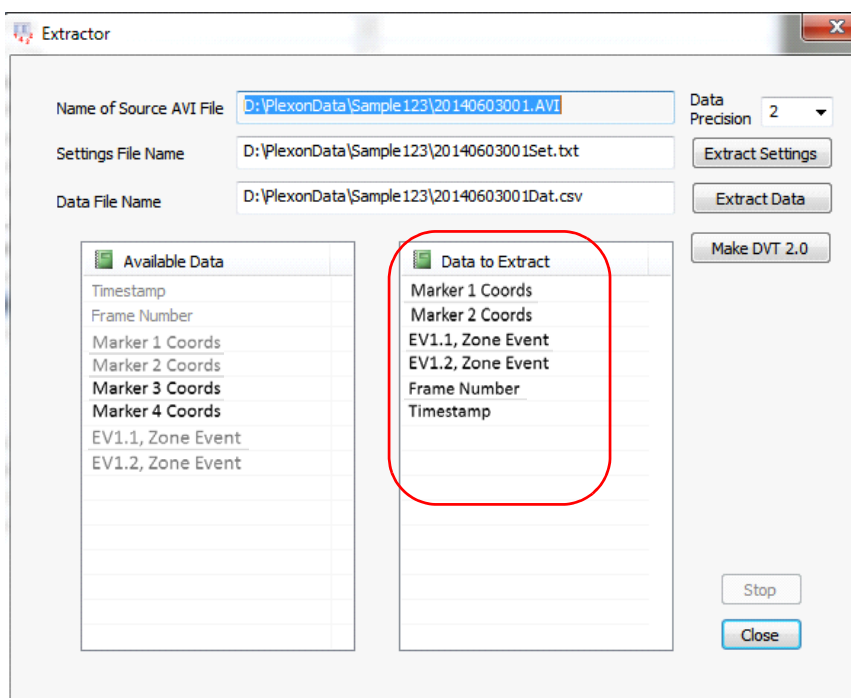 Extractor
Name of Source AVI File
D:\PlexonData\Sample123\20140603001.AVI
Data
Precision
2
Settings File Name
D:\PlexonData\Sample123\20140603001Set.txt
Extract Settings
Data File Name
D:\PlexonData\Sample123\20140603001Dat.csv
Extract Data
Make DVT 2.0
Available Data
Timestamp
Frame Number
Marker 1 Coords
Marker 2 Coords
Marker 3 Coords
Marker 4 Coords
EV1.1, Zone Event
EV1.2, Zone Event
Data to Extract
Marker 1 Coords
Marker 2 Coords
EV1.1, Zone Event
EV1.2, Zone Event
Frame Number
Timestamp
Stop
Close